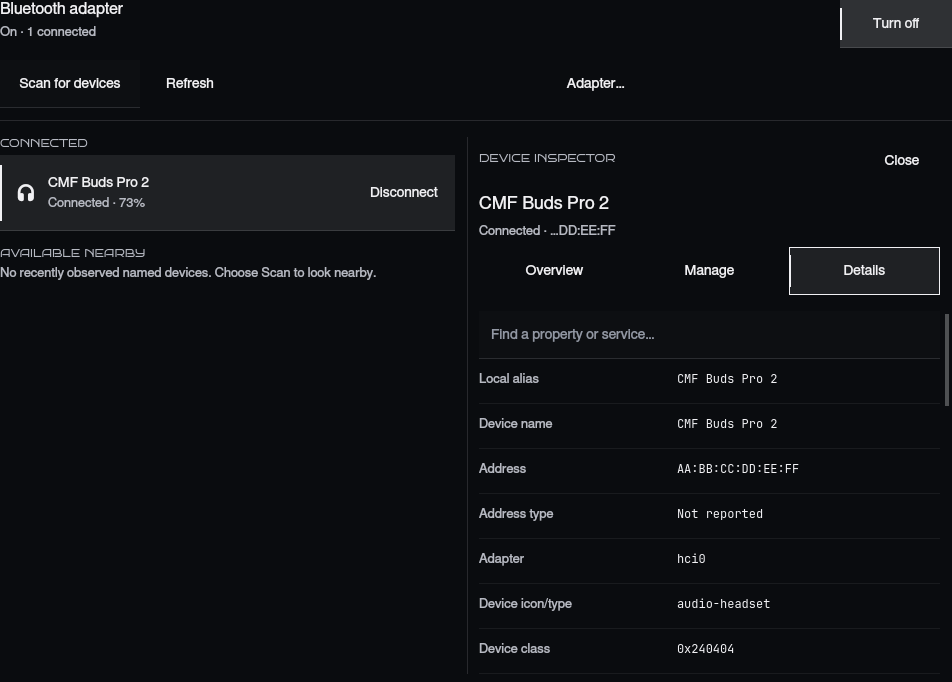 Bluetooth adapter
On · 1 connected
Turn off
Scan for devices
Refresh
Adapter...
CONNECTED
CMF Buds Pro 2
Connected · 73%
Disconnect
AVAILABLE NEARBY
No recently observed named devices. Choose Scan to look nearby.
DEVICE INSPECTOR
Close
CMF Buds Pro 2
Connected · ...DD:EE:FF
Overview
Manage
Details
Find a property or service...
Local alias CMF Buds Pro 2
Device name CMF Buds Pro 2
Address AA:BB:CC:DD:EE:FF
Address type Not reported
Adapter hci0
Device icon/type audio-headset
Device class 0x240404